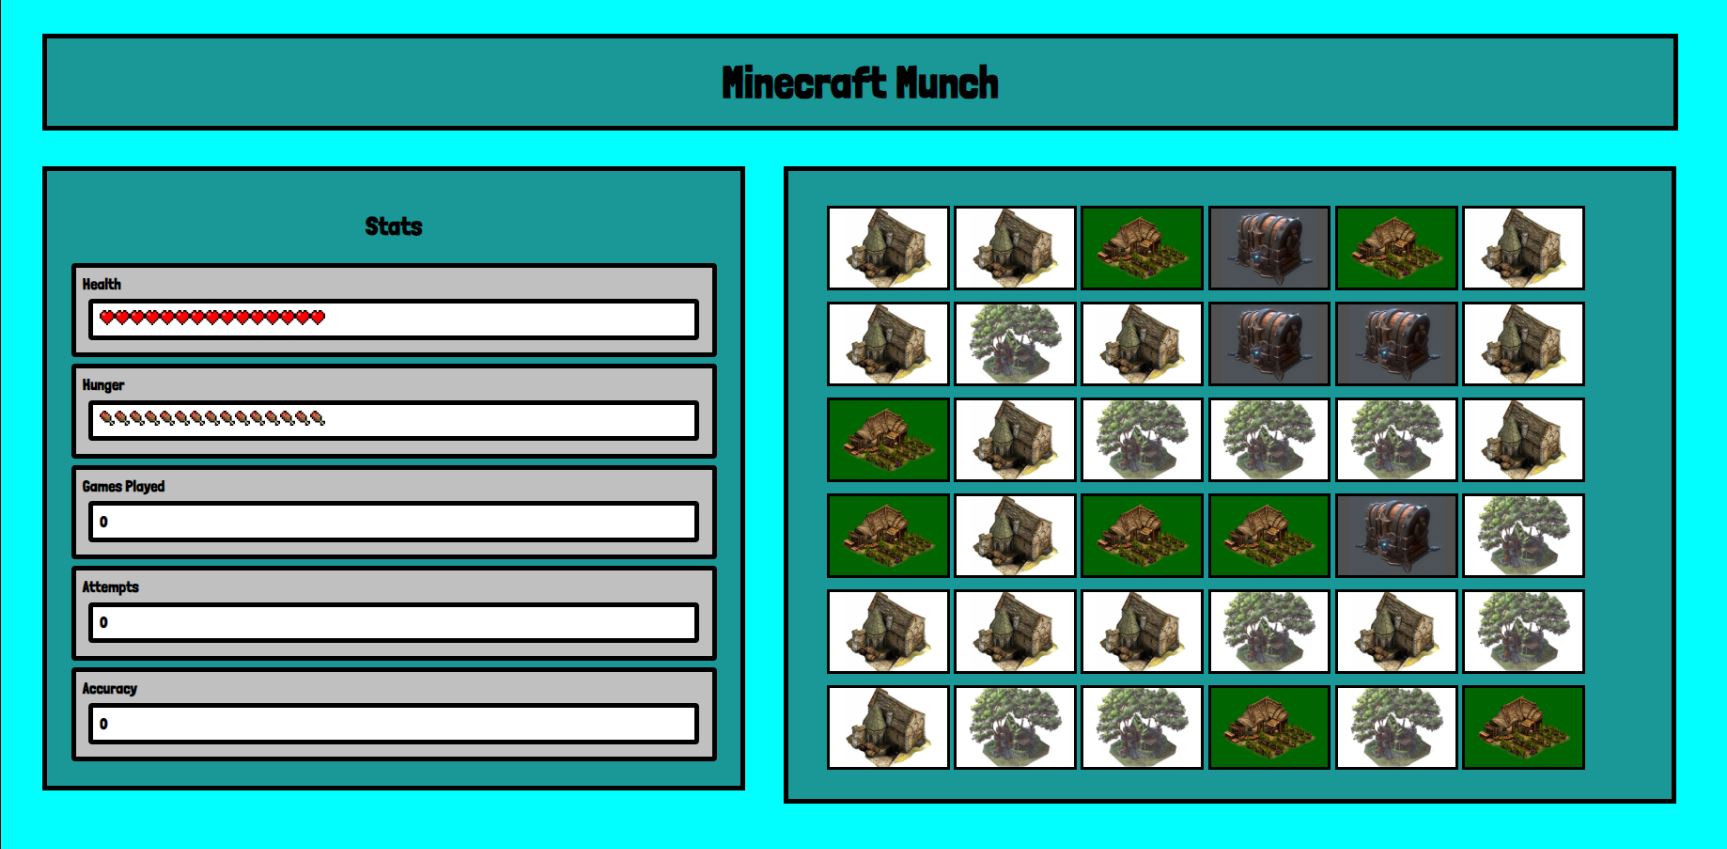 Minecraft Munch
Stats
Health
Hunger
Games Played
0
Attempts
0
Accuracy
0